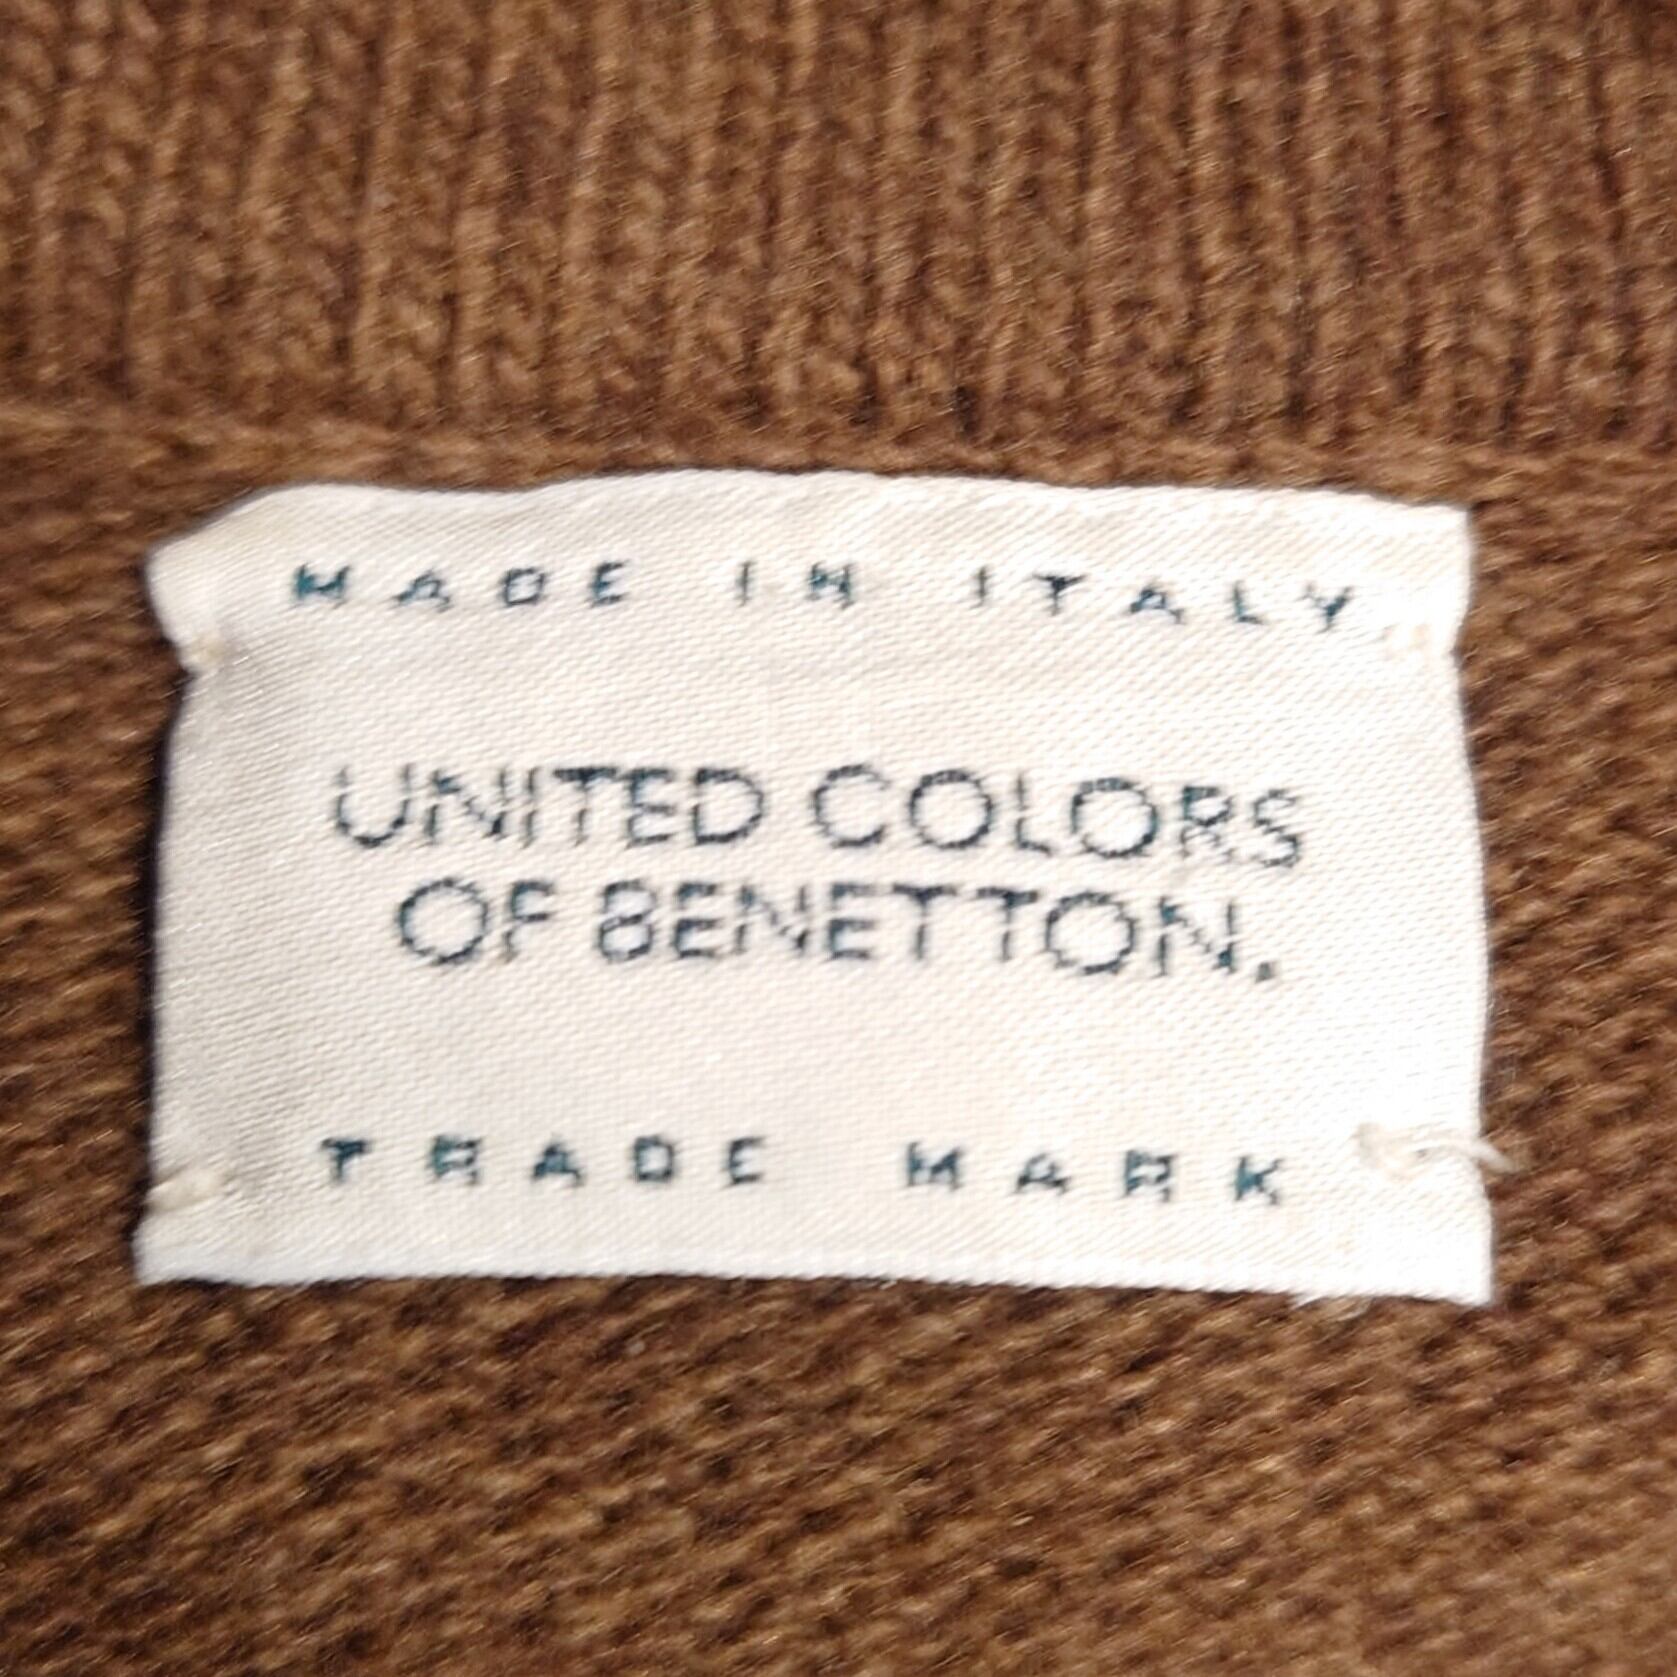 MADE IN ITALY
UNITED COLORS
OF BENETTON.
TRADE MARK